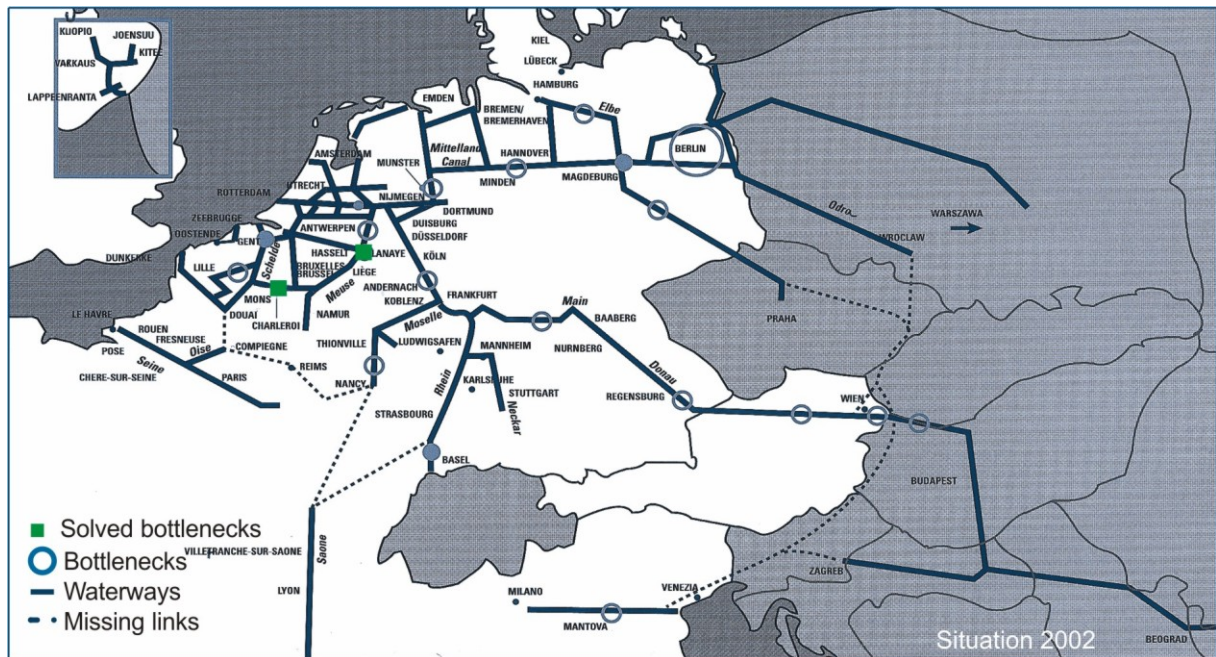 KUOPIO
JOENSUU
VARKAUS
KITEE
LAPPEENRANTA
KIEL
LÜBECK
HAMBURG
Elbe
EMDEN
BREMEN/
BREMERHAVEN
Mittelland
Canal
HANNOVER
MINDEN
BERLIN
MAGDEBURG
AMSTERDAM
MUNSTER
UTRECHT
ROTTERDAM
NIJMEGEN
DORTMUND
DUISBURG
DÜSSELDORF
Odro
WARSZAWA
WROCLAW
ZEEBRUGGE
OOSTENDE
GENT
ANTWERPEN
DUNKERKE
LILLE
Schelde
HASSELT
LANAYE
BRUXELLES
BRUSSEL
LIÈGE
KÖLN
Meuse
ANDERNACH
KOBLENZ
FRANKFURT
MONS
DOUAI
CHARLEROI
NAMUR
Main
BAABERG
PRAHA
LE HAVRE
ROUEN
FRESNEUSE
POSE
Oise
COMPIEGNE
Moselle
THIONVILLE
LUDWIGSAFEN
MANNHEIM
NURNBERG
Seine
REIMS
CHERE-SUR-SEINE
PARIS
NANCY
Rhein
KARLSRUHE
STUTTGART
Donau
REGENSBURG
WIEN
STRASBOURG
Neckar
BASEL
BUDAPEST
Solved bottlenecks
VILLEFRANCHE-SUR-SAONE
Saone
Bottlenecks
Waterways
LYON
Missing links
MILANO
VENEZIA
ZAGREB
MANTOVA
Situation 2002
BEOGRAD